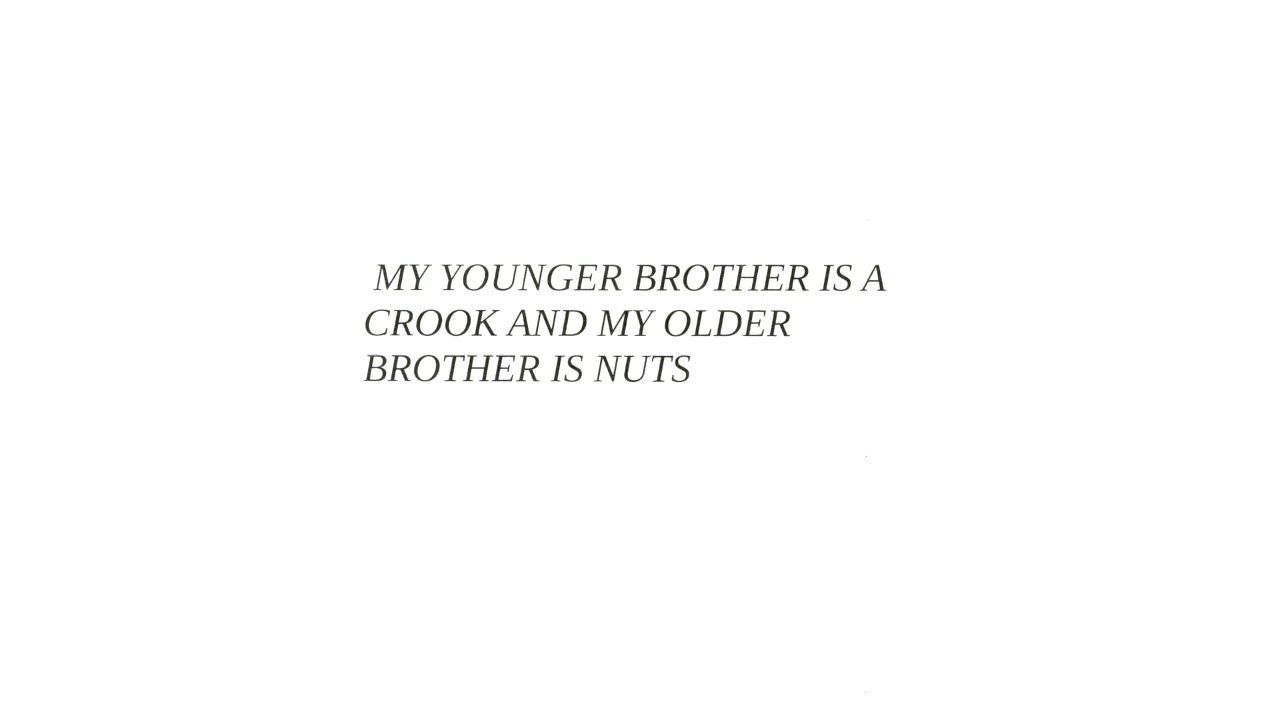 MY YOUNGER BROTHER IS A
CROOK AND MY OLDER
BROTHER IS NUTS